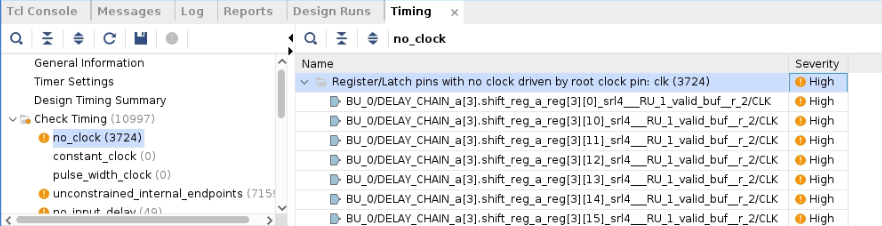 Tcl Console Messages Log Reports Design Runs Timing ×
no_clock
General Information
Timer Settings
Design Timing Summary
Check Timing (10997)
no_clock (3724)
constant_clock (0)
pulse_width_clock (0)
unconstrained_internal_endpoints (7159
no_input_delay (49)
Name Severity
Register/Latch pins with no clock driven by root clock pin: clk (3724) High
BU_0/DELAY_CHAIN_a[3].shift_reg_a_reg[3][0]_srl4___RU_1_valid_buf__r_2/CLK High
BU_0/DELAY_CHAIN_a[3].shift_reg_a_reg[3][10]_srl4___RU_1_valid_buf__r_2/CLK High
BU_0/DELAY_CHAIN_a[3].shift_reg_a_reg[3][11]_srl4___RU_1_valid_buf__r_2/CLK High
BU_0/DELAY_CHAIN_a[3].shift_reg_a_reg[3][12]_srl4___RU_1_valid_buf__r_2/CLK High
BU_0/DELAY_CHAIN_a[3].shift_reg_a_reg[3][13]_srl4___RU_1_valid_buf__r_2/CLK High
BU_0/DELAY_CHAIN_a[3].shift_reg_a_reg[3][14]_srl4___RU_1_valid_buf__r_2/CLK High
BU_0/DELAY_CHAIN_a[3].shift_reg_a_reg[3][15]_srl4___RU_1_valid_buf__r_2/CLK High